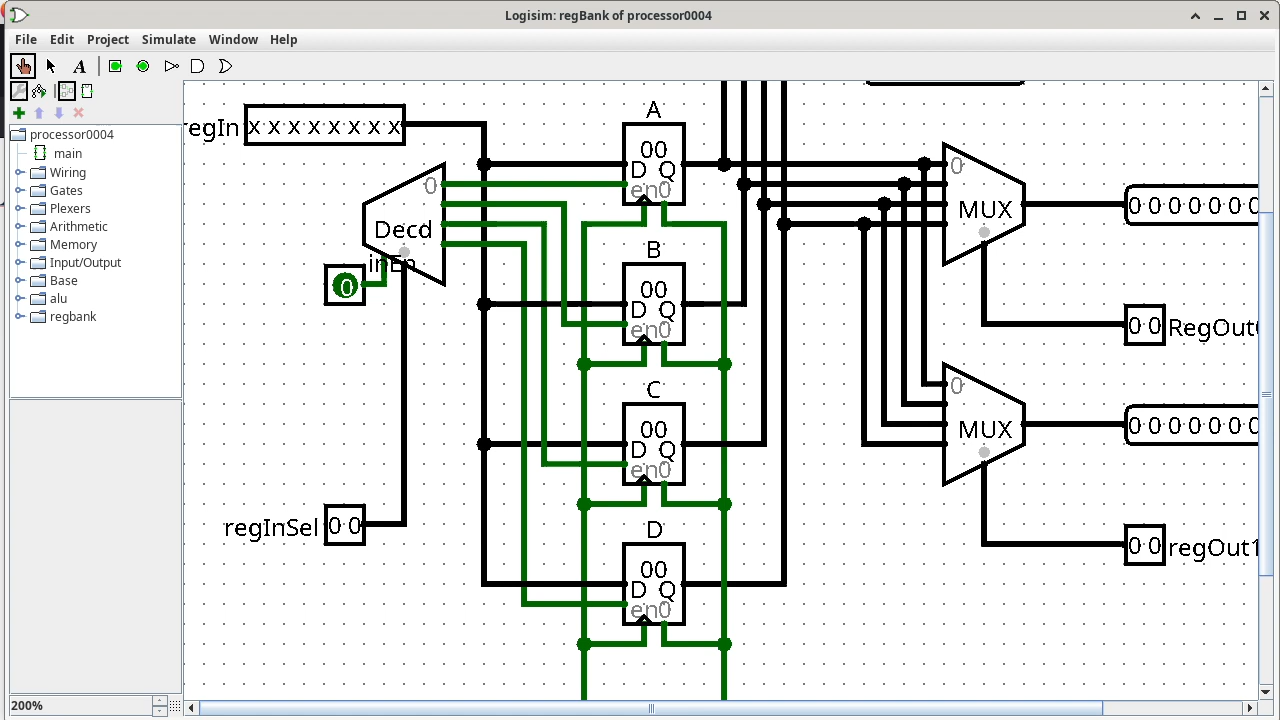 Logisim: regBank of processor0004
File Edit Project Simulate Window Help
A
processor0004
main
Wiring
Gates
Plexers
Arithmetic
Memory
Input/Output
Base
alu
regbank
200%
regIn x x x x x x x x
0
Decd
inEn
0
regInSel 0 0
A
00
D Q
en0
B
00
D Q
en0
C
00
D Q
en0
D
00
D Q
en0
0
MUX
0 0 0 0 0 0 0
0 0 RegOut
0
MUX
0 0 0 0 0 0 0
0 0 regOut1